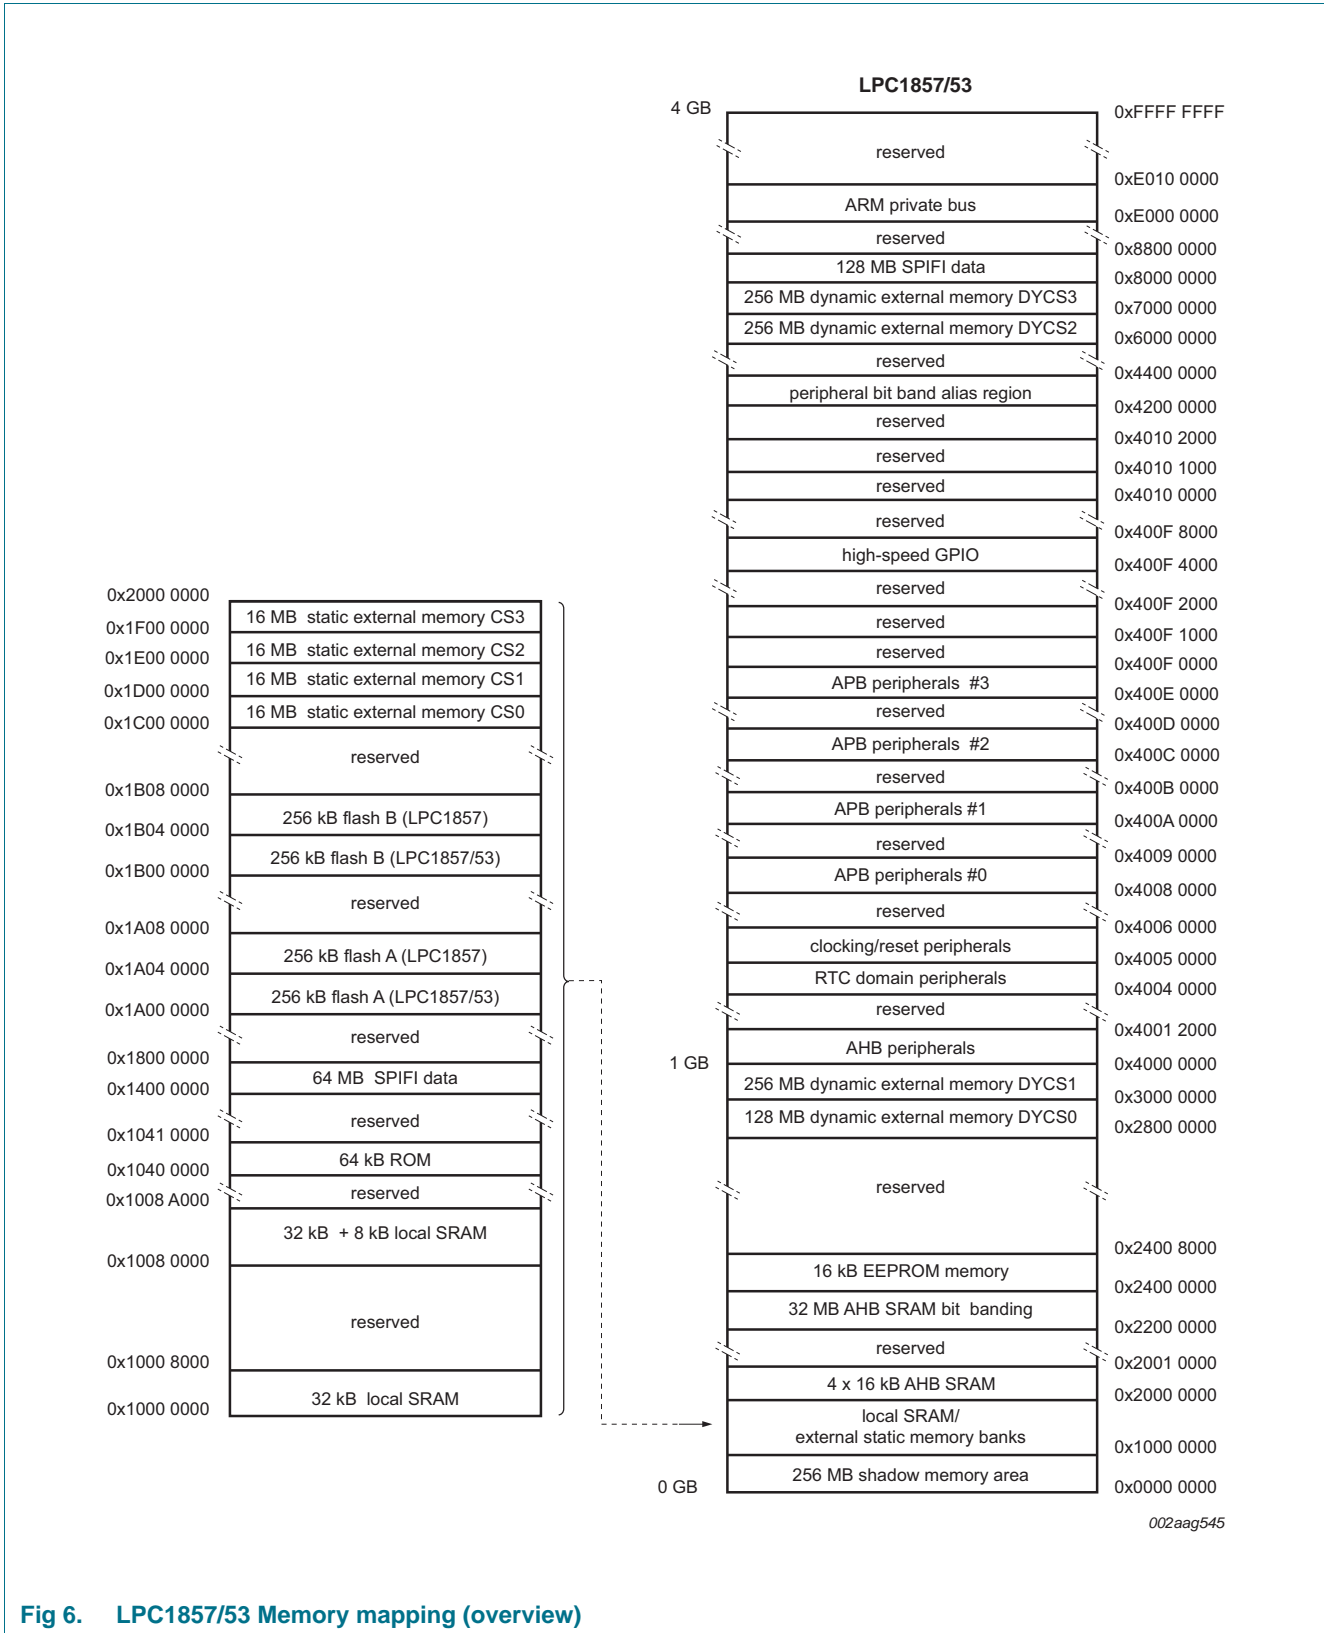 LPC1857/53
4 GB
0xFFFF FFFF
reserved
0xE010 0000
ARM private bus
0xE000 0000
reserved
0x8800 0000
128 MB SPIFI data
0x8000 0000
256 MB dynamic external memory DYCS3
0x7000 0000
256 MB dynamic external memory DYCS2
0x6000 0000
reserved
0x4400 0000
peripheral bit band alias region
0x4200 0000
reserved
0x4010 2000
reserved
0x4010 1000
reserved
0x4010 0000
reserved
0x400F 8000
high-speed GPIO
0x400F 4000
reserved
0x400F 2000
reserved
0x400F 1000
reserved
0x400F 0000
APB peripherals #3
0x400E 0000
reserved
0x400D 0000
APB peripherals #2
0x400C 0000
reserved
0x400B 0000
APB peripherals #1
0x400A 0000
reserved
0x4009 0000
APB peripherals #0
0x4008 0000
reserved
0x4006 0000
clocking/reset peripherals
0x4005 0000
RTC domain peripherals
0x4004 0000
reserved
0x4001 2000
AHB peripherals
1 GB
0x4000 0000
256 MB dynamic external memory DYCS1
0x3000 0000
128 MB dynamic external memory DYCS0
0x2800 0000
reserved
0x2400 8000
16 kB EEPROM memory
0x2400 0000
32 MB AHB SRAM bit banding
0x2200 0000
reserved
0x2001 0000
4 x 16 kB AHB SRAM
0x2000 0000
local SRAM/
external static memory banks
0x1000 0000
256 MB shadow memory area
0 GB
0x0000 0000
0x2000 0000
16 MB static external memory CS3
0x1F00 0000
16 MB static external memory CS2
0x1E00 0000
16 MB static external memory CS1
0x1D00 0000
16 MB static external memory CS0
0x1C00 0000
reserved
0x1B08 0000
256 kB flash B (LPC1857)
0x1B04 0000
256 kB flash B (LPC1857/53)
0x1B00 0000
reserved
0x1A08 0000
256 kB flash A (LPC1857)
0x1A04 0000
256 kB flash A (LPC1857/53)
0x1A00 0000
reserved
0x1800 0000
64 MB SPIFI data
0x1400 0000
reserved
0x1041 0000
64 kB ROM
0x1040 0000
reserved
0x1008 A000
32 kB + 8 kB local SRAM
0x1008 0000
reserved
0x1000 8000
32 kB local SRAM
0x1000 0000
002aag545
Fig 6. LPC1857/53 Memory mapping (overview)